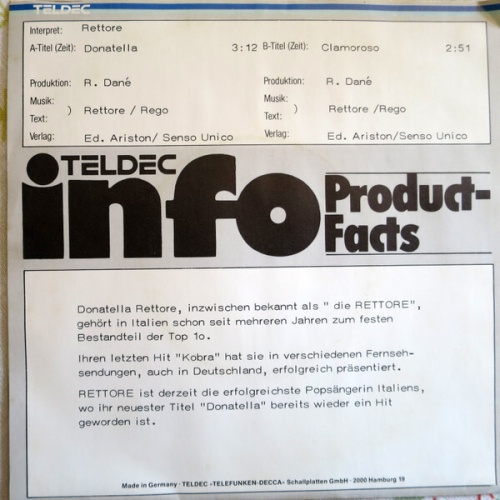 TELDEC
Interpret: Rettore
A-Titel (Zeit): Donatella 3:12 B-Titel (Zeit): Clamoroso 2:51
Produktion: R. Dané Produktion: R. Dané
Musik: Musik:
) Rettore / Rego ) Rettore /Rego
Text: Text:
Verlag: Ed. Ariston/ Senso Unico Verlag: Ed. Ariston/Senso Unico
TELDEC
info Product-
Facts
Donatella Rettore, inzwischen bekannt als " die RETTORE",
gehört in Italien schon seit mehreren Jahren zum festen
Bestandteil der Top 1o.
Ihren letzten Hit "Kobra" hat sie in verschiedenen Fernseh-
sendungen, auch in Deutschland, erfolgreich präsentiert.
RETTORE ist derzeit die erfolgreichste Popsängerin Italiens,
wo ihr neuester Titel "Donatella" bereits wieder ein Hit
geworden ist.
Made in Germany · TELDEC »TELEFUNKEN-DECCA« Schallplatten GmbH · 2000 Hamburg 19